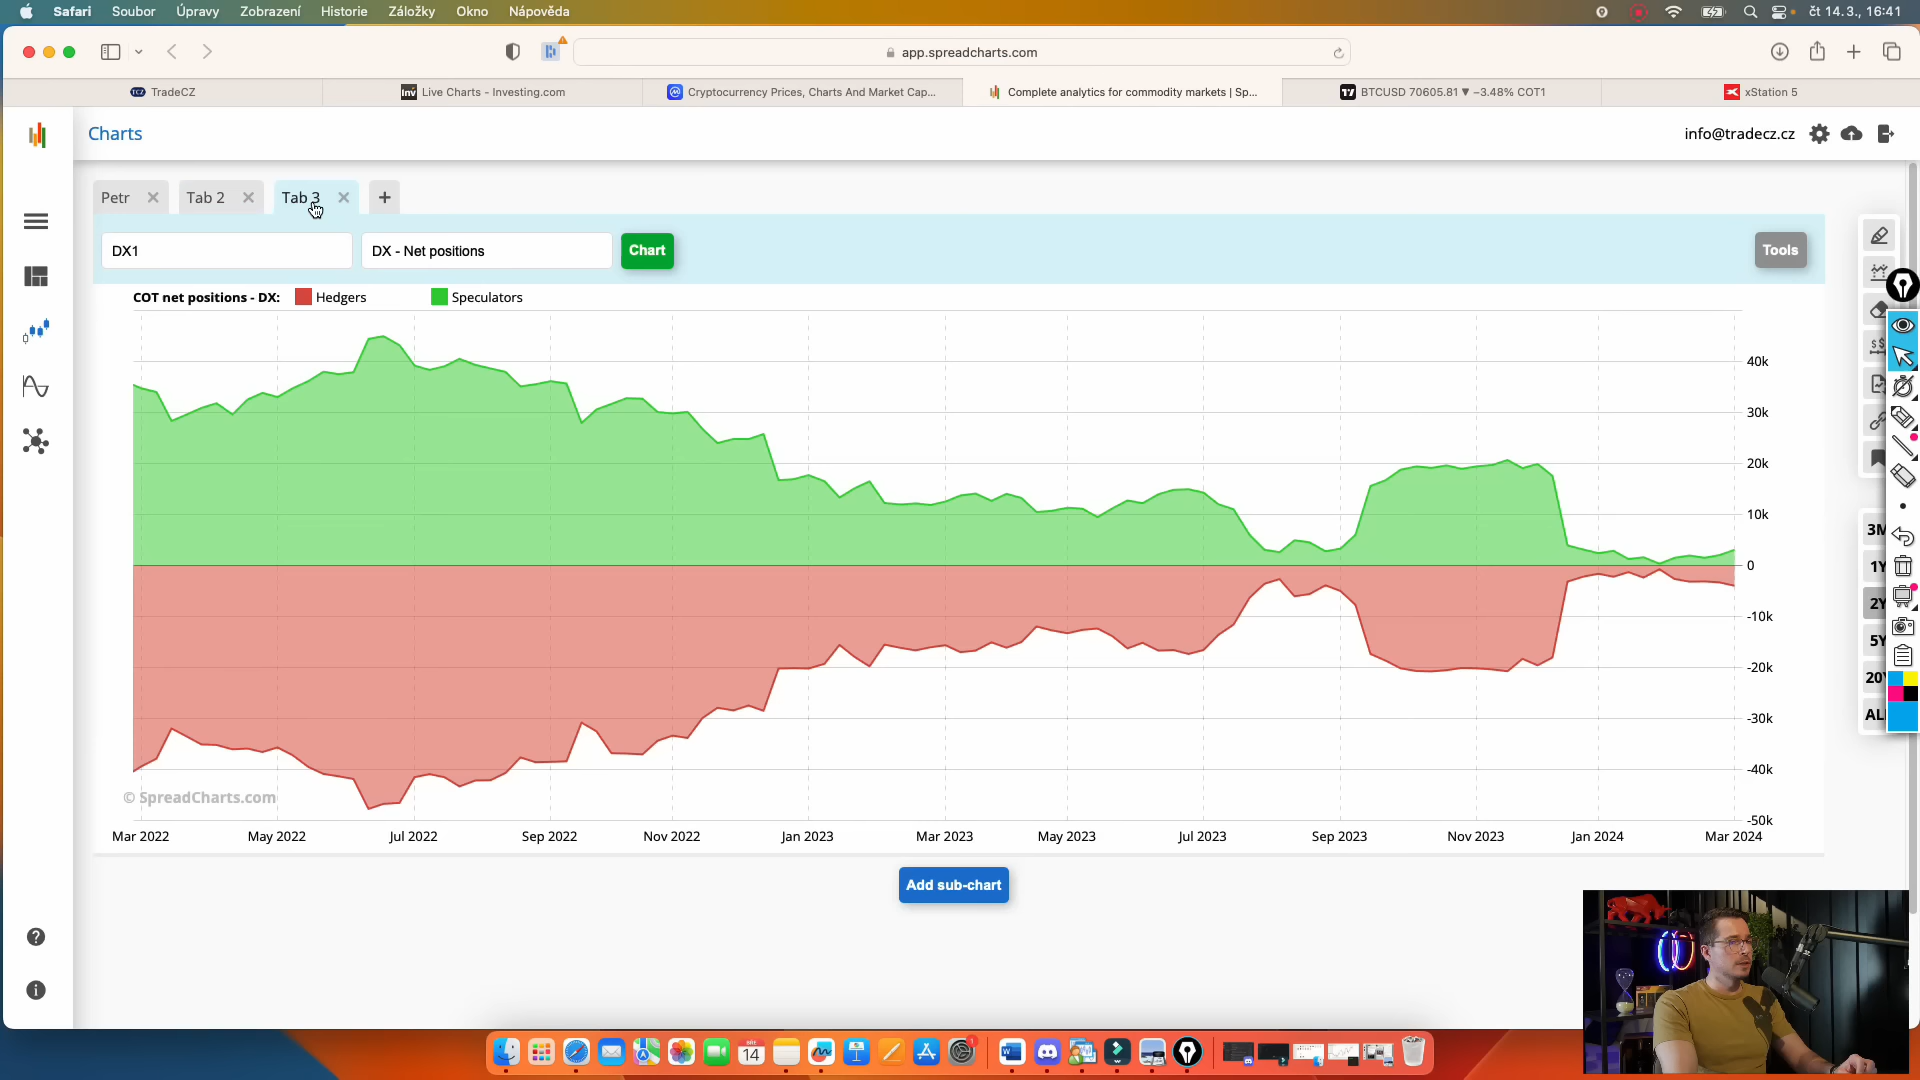 Safari Soubor Úpravy Zobrazení Historie Záložky Okno Nápověda čt 14.3., 16:41
app.spreadcharts.com
TradeCZ Live Charts - Investing.com Cryptocurrency Prices, Charts And Market Cap... Complete analytics for commodity markets | Sp... BTCUSD 70605.81 ▼ −3.48% COT1 xStation 5
Charts info@tradecz.cz
Petr Tab 2 Tab 3 +
DX1 DX - Net positions Chart Tools
COT net positions - DX: Hedgers Speculators
40k
30k
20k
10k
0
-10k
-20k
-30k
-40k
-50k
3M
1Y
2Y
5Y
20Y
ALL
© SpreadCharts.com
Mar 2022 May 2022 Jul 2022 Sep 2022 Nov 2022 Jan 2023 Mar 2023 May 2023 Jul 2023 Sep 2023 Nov 2023 Jan 2024 Mar 2024
Add sub-chart
14